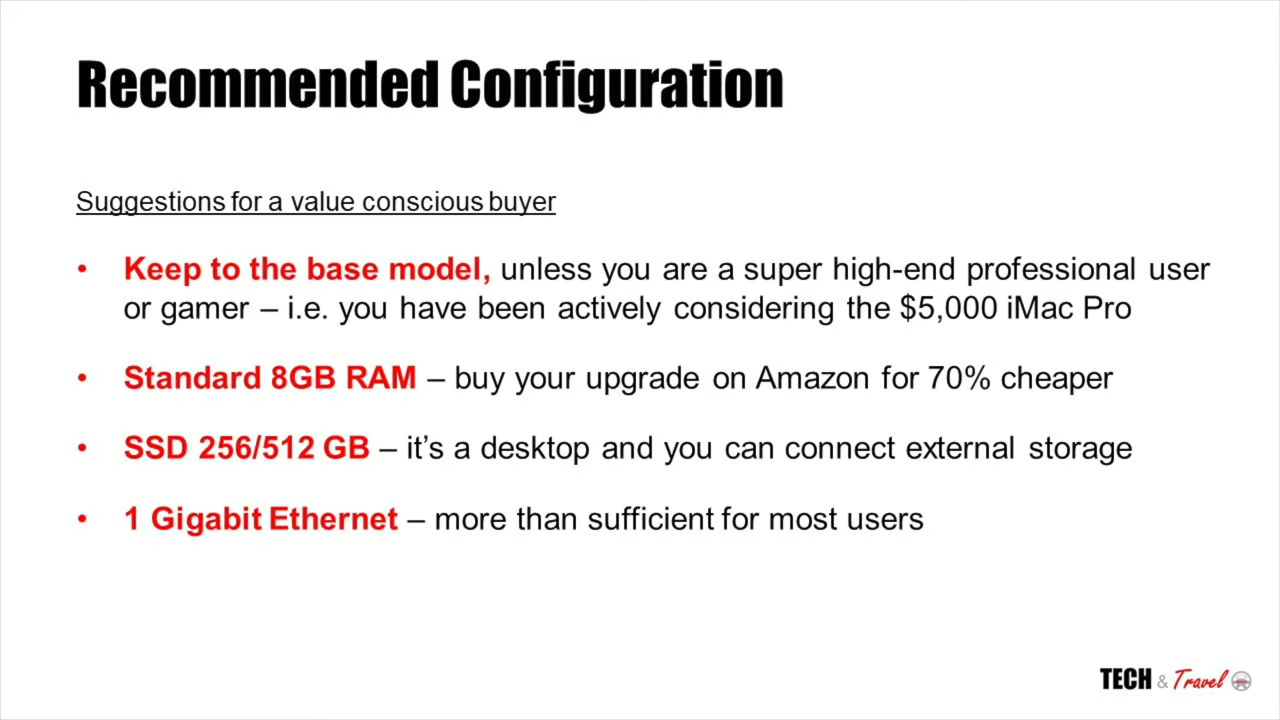 Recommended Configuration
Suggestions for a value conscious buyer
• Keep to the base model, unless you are a super high-end professional user
or gamer – i.e. you have been actively considering the $5,000 iMac Pro
• Standard 8GB RAM – buy your upgrade on Amazon for 70% cheaper
• SSD 256/512 GB – it’s a desktop and you can connect external storage
• 1 Gigabit Ethernet – more than sufficient for most users
TECH & Travel